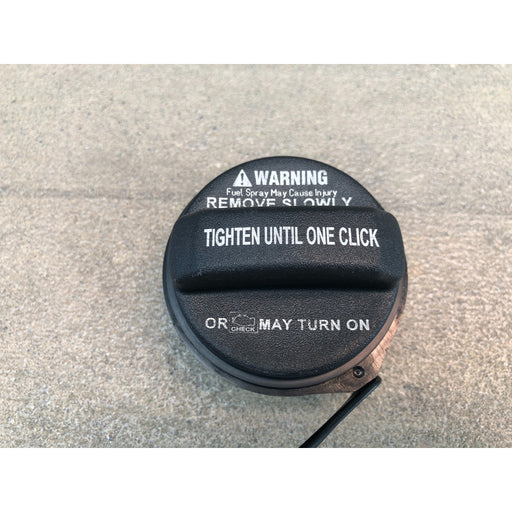 WARNING
Fuel Spray May Cause Injury
REMOVE SLOWLY
TIGHTEN UNTIL ONE CLICK
OR CHECK MAY TURN ON